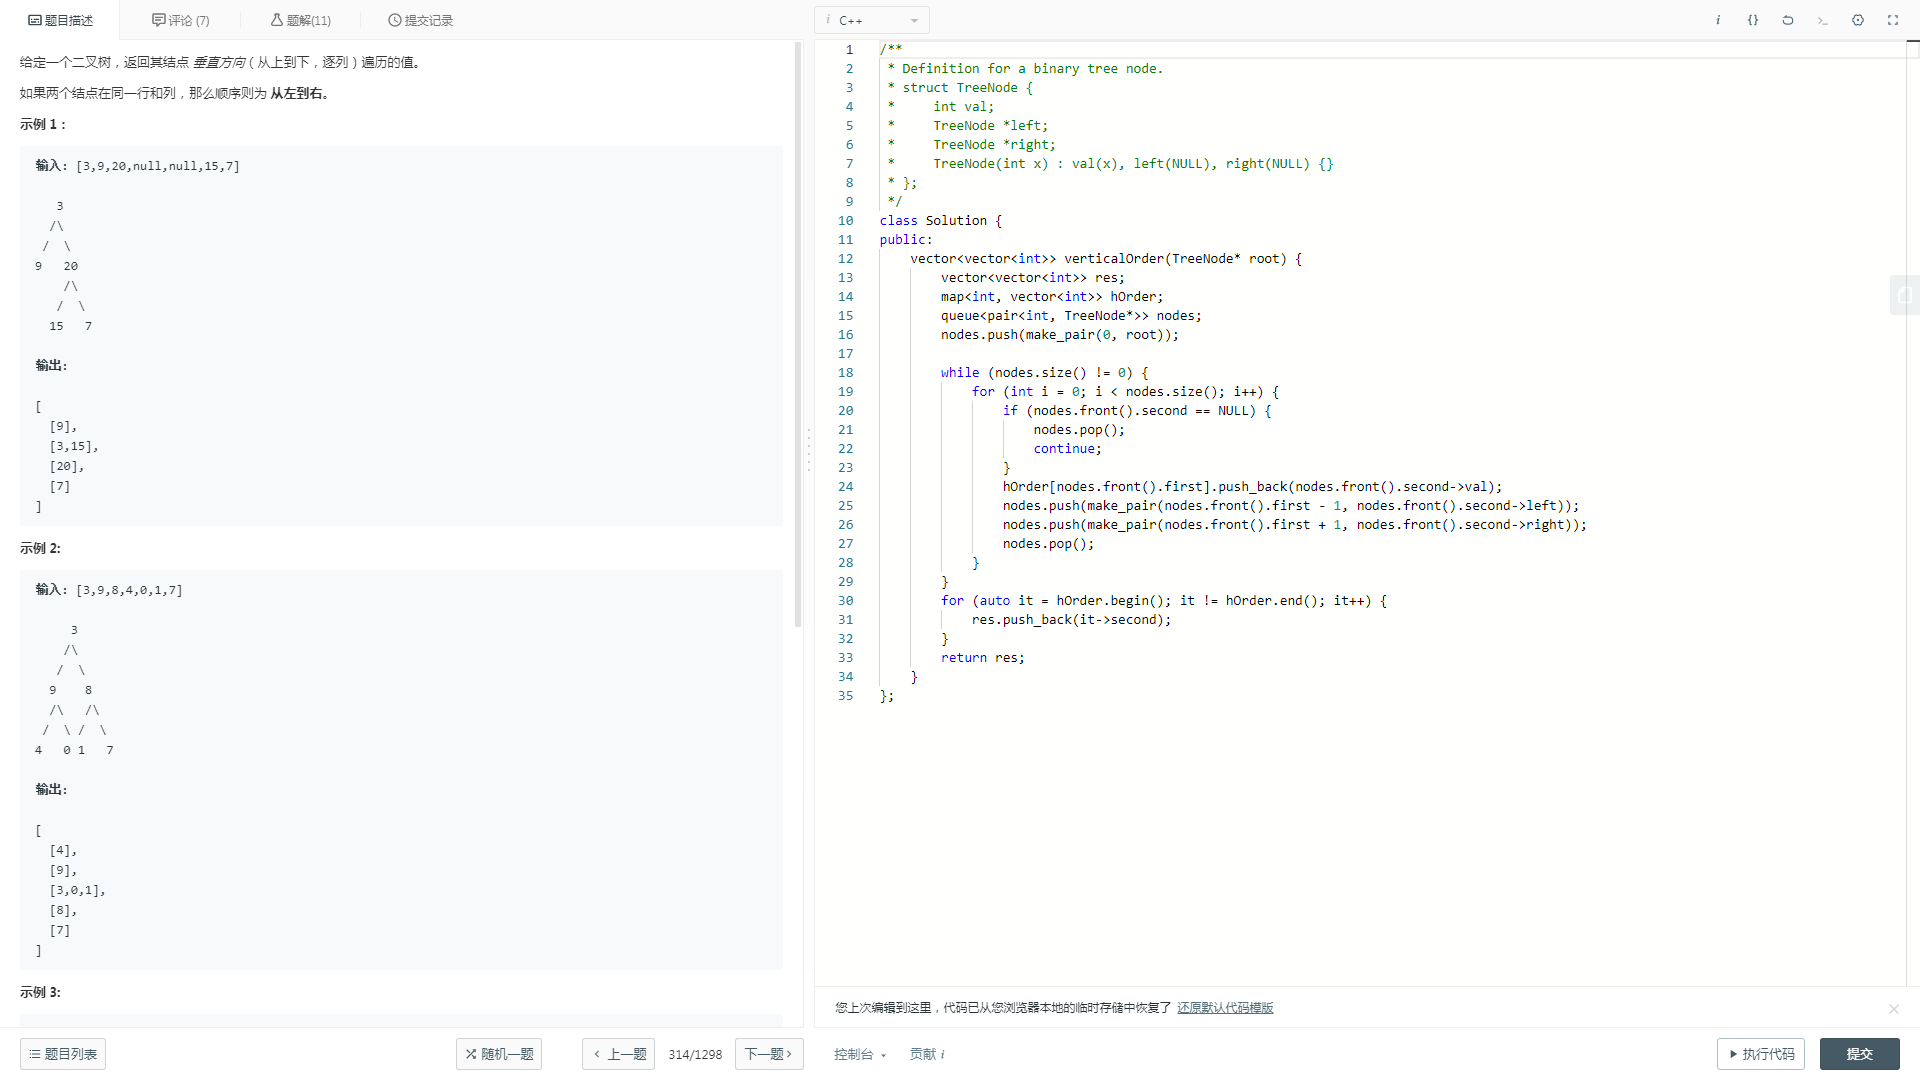 题目描述
评论 (7)
题解(11)
提交记录
给定一个二叉树，返回其结点 垂直方向（从上到下，逐列）遍历的值。
如果两个结点在同一行和列，那么顺序则为 从左到右。
示例 1：
输入: [3,9,20,null,null,15,7]
   3
  /\
 /  \
9   20
    /\
   /  \
  15   7
输出:
[
  [9],
  [3,15],
  [20],
  [7]
]
示例 2:
输入: [3,9,8,4,0,1,7]
     3
    /\
   /  \
  9    8
  /\   /\
 /  \ /  \
4   0 1   7
输出:
[
  [4],
  [9],
  [3,0,1],
  [8],
  [7]
]
示例 3:
题目列表
随机一题
上一题
314/1298
下一题
i C++
i {} >_
1 /**
2  * Definition for a binary tree node.
3  * struct TreeNode {
4  *     int val;
5  *     TreeNode *left;
6  *     TreeNode *right;
7  *     TreeNode(int x) : val(x), left(NULL), right(NULL) {}
8  * };
9  */
10 class Solution {
11 public:
12     vector<vector<int>> verticalOrder(TreeNode* root) {
13         vector<vector<int>> res;
14         map<int, vector<int>> hOrder;
15         queue<pair<int, TreeNode*>> nodes;
16         nodes.push(make_pair(0, root));
17
18         while (nodes.size() != 0) {
19             for (int i = 0; i < nodes.size(); i++) {
20                 if (nodes.front().second == NULL) {
21                     nodes.pop();
22                     continue;
23                 }
24                 hOrder[nodes.front().first].push_back(nodes.front().second->val);
25                 nodes.push(make_pair(nodes.front().first - 1, nodes.front().second->left));
26                 nodes.push(make_pair(nodes.front().first + 1, nodes.front().second->right));
27                 nodes.pop();
28             }
29         }
30         for (auto it = hOrder.begin(); it != hOrder.end(); it++) {
31             res.push_back(it->second);
32         }
33         return res;
34     }
35 };
您上次编辑到这里，代码已从您浏览器本地的临时存储中恢复了 还原默认代码模版
控制台
贡献 i
执行代码
提交